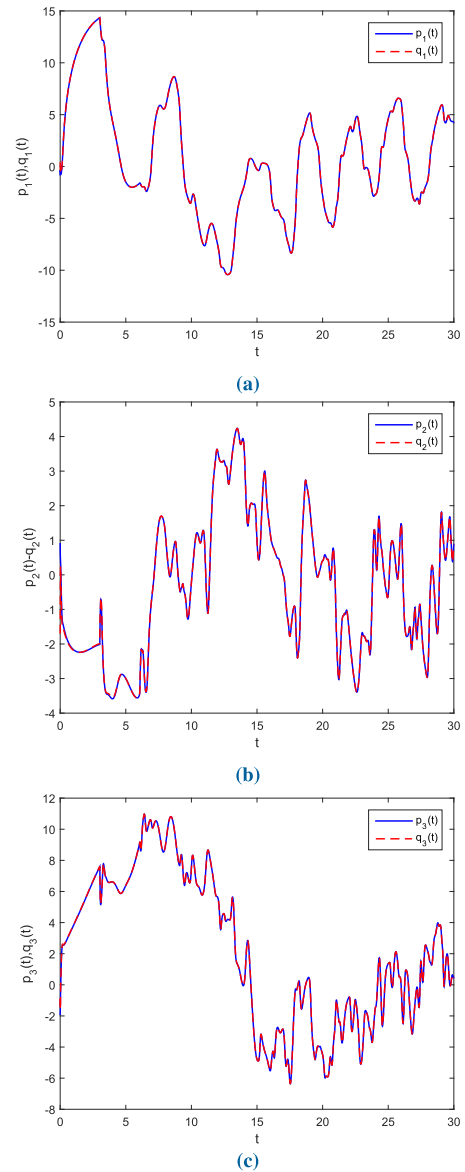 15
10
5
0
-5
-10
-15
p₁(t),q₁(t)
p₁(t)
q₁(t)
0 5 10 15 20 25 30
t
(a)
5
4
3
2
1
0
-1
-2
-3
-4
p₂(t)-q₂(t)
p₂(t)
q₂(t)
0 5 10 15 20 25 30
t
(b)
12
10
8
6
4
2
0
-2
-4
-6
-8
p₃(t),q₃(t)
p₃(t)
q₃(t)
0 5 10 15 20 25 30
t
(c)